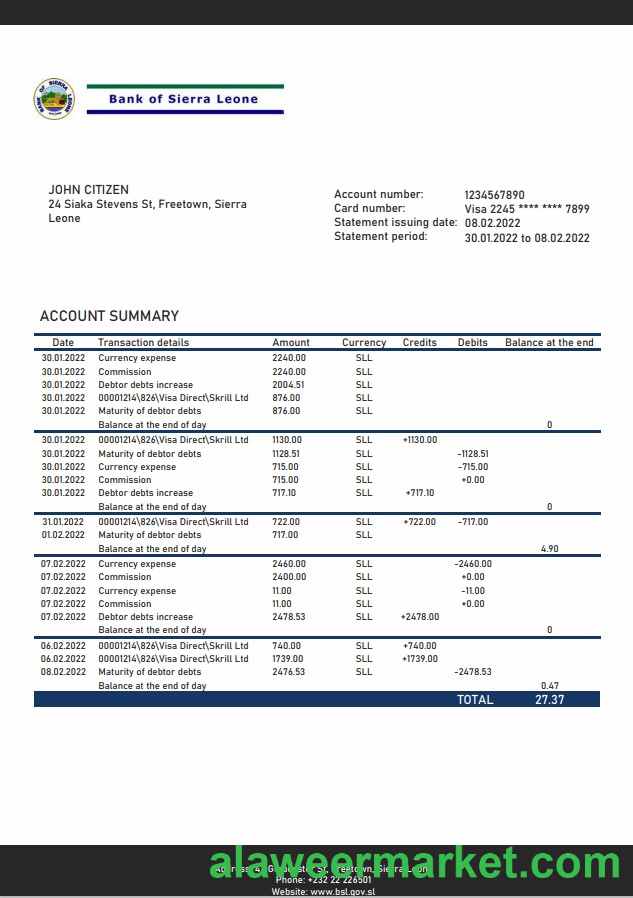 BANK OF SIERRA LEONE
Bank of Sierra Leone
JOHN CITIZEN
24 Siaka Stevens St, Freetown, Sierra
Leone
Account number: 1234567890
Card number: Visa 2245 **** **** 7899
Statement issuing date: 08.02.2022
Statement period: 30.01.2022 to 08.02.2022
ACCOUNT SUMMARY
Date Transaction details Amount Currency Credits Debits Balance at the end
30.01.2022 Currency expense 2240.00 SLL
30.01.2022 Commission 2240.00 SLL
30.01.2022 Debtor debts increase 2004.51 SLL
30.01.2022 00001214\826\Visa Direct\Skrill Ltd 876.00 SLL
30.01.2022 Maturity of debtor debts 876.00 SLL
Balance at the end of day 0
30.01.2022 00001214\826\Visa Direct\Skrill Ltd 1130.00 SLL +1130.00
30.01.2022 Maturity of debtor debts 1128.51 SLL -1128.51
30.01.2022 Currency expense 715.00 SLL -715.00
30.01.2022 Commission 715.00 SLL +0.00
30.01.2022 Debtor debts increase 717.10 SLL +717.10
Balance at the end of day 0
31.01.2022 00001214\826\Visa Direct\Skrill Ltd 722.00 SLL +722.00 -717.00
01.02.2022 Maturity of debtor debts 717.00 SLL
Balance at the end of day 4.90
07.02.2022 Currency expense 2460.00 SLL -2460.00
07.02.2022 Commission 2400.00 SLL +0.00
07.02.2022 Currency expense 11.00 SLL -11.00
07.02.2022 Commission 11.00 SLL +0.00
07.02.2022 Debtor debts increase 2478.53 SLL +2478.00
Balance at the end of day 0
06.02.2022 00001214\826\Visa Direct\Skrill Ltd 740.00 SLL +740.00
06.02.2022 00001214\826\Visa Direct\Skrill Ltd 1739.00 SLL +1739.00
08.02.2022 Maturity of debtor debts 2476.53 SLL -2478.53
Balance at the end of day 0.47
TOTAL 27.37
alaweermarket.com
St, Freetown, Sierra Leone
Phone: +232 22 226501
Website: www.bsl.gov.sl